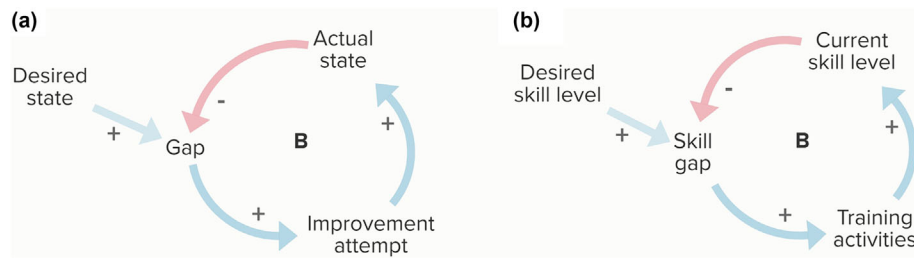 (a)
Actual
state
Desired
state
-
+
Gap
B
+
+
Improvement
attempt
(b)
Current
skill level
Desired
skill level
-
+
Skill
gap
B
+
+
Training
activities